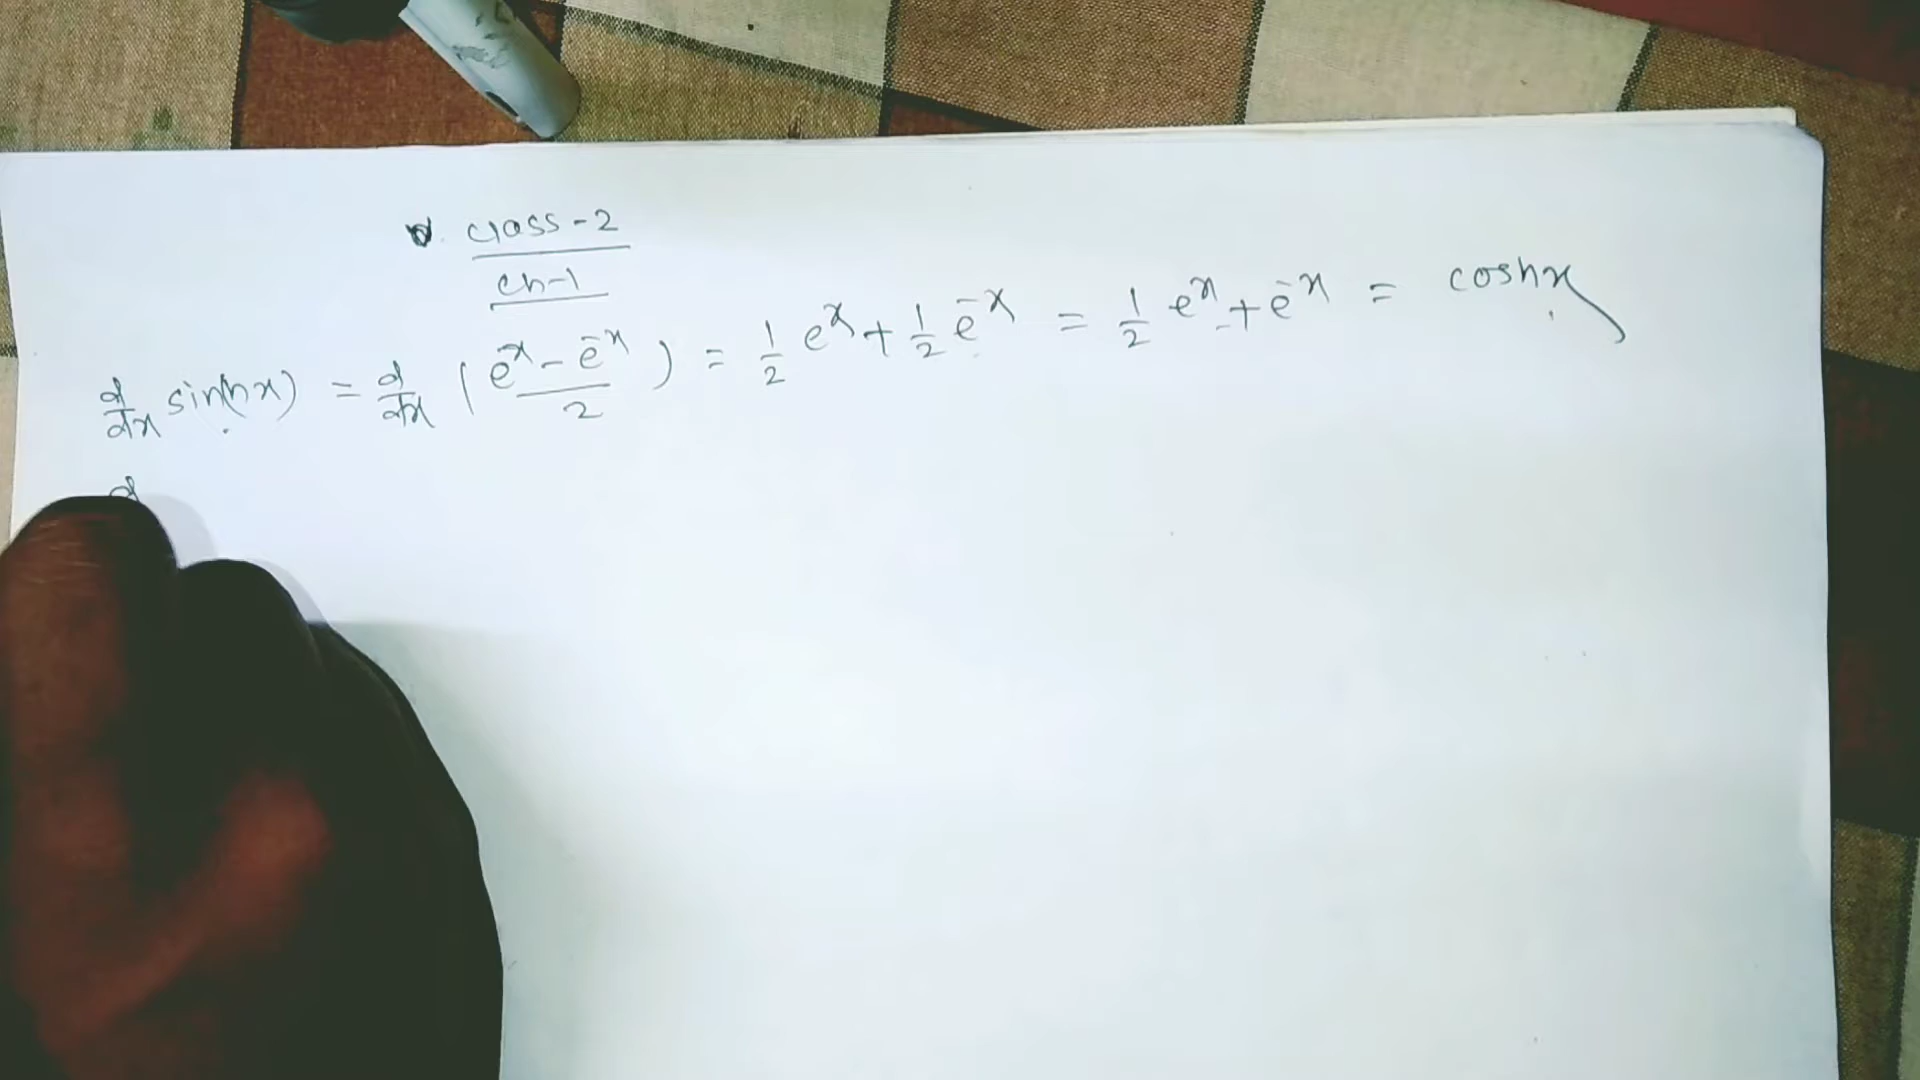 Class-2
ch-1
d/dx sin(hx) = d/dx ( (e^x - e^-x)/2 ) = 1/2 e^x + 1/2 e^-x = 1/2 e^x + e^-x = coshx
d